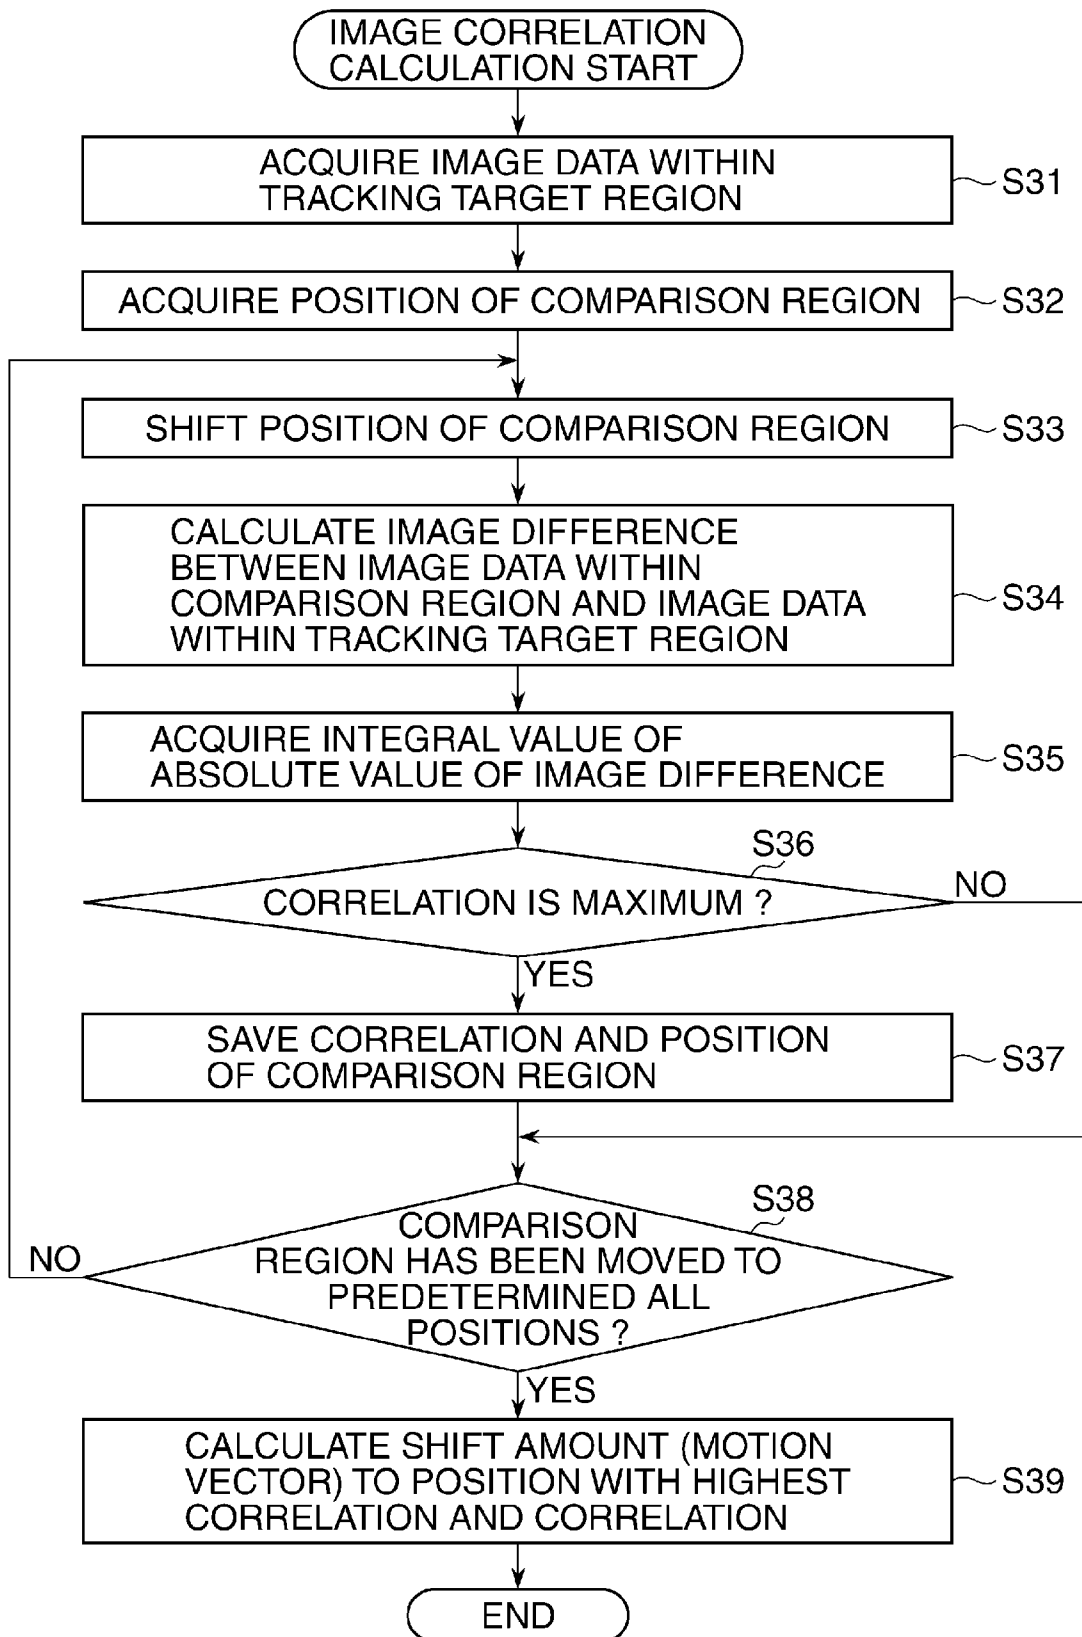 IMAGE CORRELATION
CALCULATION START
ACQUIRE IMAGE DATA WITHIN
TRACKING TARGET REGION
S31
ACQUIRE POSITION OF COMPARISON REGION
S32
SHIFT POSITION OF COMPARISON REGION
S33
CALCULATE IMAGE DIFFERENCE
BETWEEN IMAGE DATA WITHIN
COMPARISON REGION AND IMAGE DATA
WITHIN TRACKING TARGET REGION
S34
ACQUIRE INTEGRAL VALUE OF
ABSOLUTE VALUE OF IMAGE DIFFERENCE
S35
S36
CORRELATION IS MAXIMUM ?
NO
YES
SAVE CORRELATION AND POSITION
OF COMPARISON REGION
S37
S38
COMPARISON
REGION HAS BEEN MOVED TO
PREDETERMINED ALL
POSITIONS ?
NO
YES
CALCULATE SHIFT AMOUNT (MOTION
VECTOR) TO POSITION WITH HIGHEST
CORRELATION AND CORRELATION
S39
END